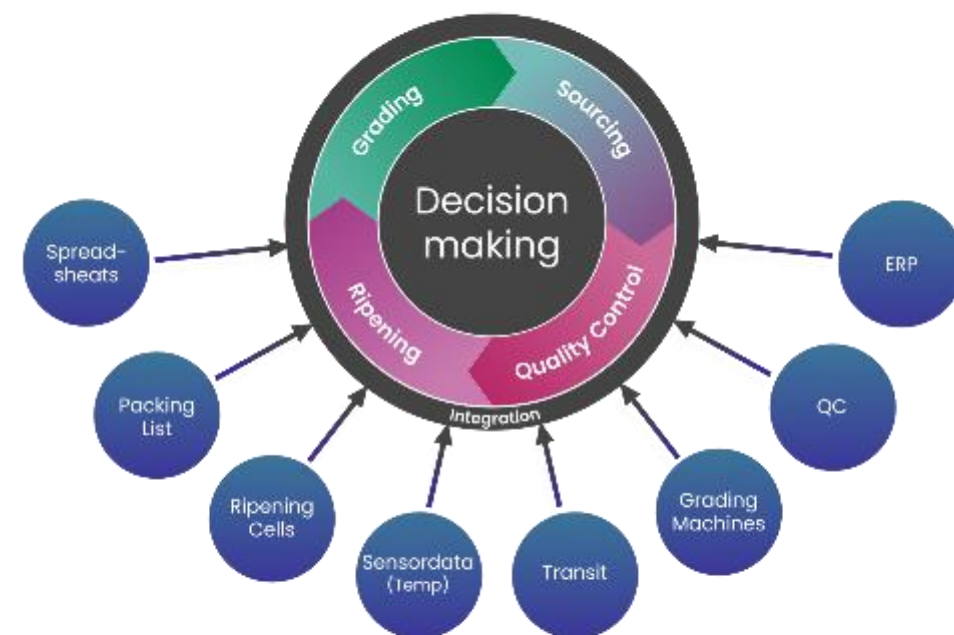 Grading
Sourcing
Decision
making
Ripening
Quality Control
Integration
Spread-
sheats
ERP
Packing
List
QC
Ripening
Cells
Grading
Machines
Sensordata
(Temp)
Transit